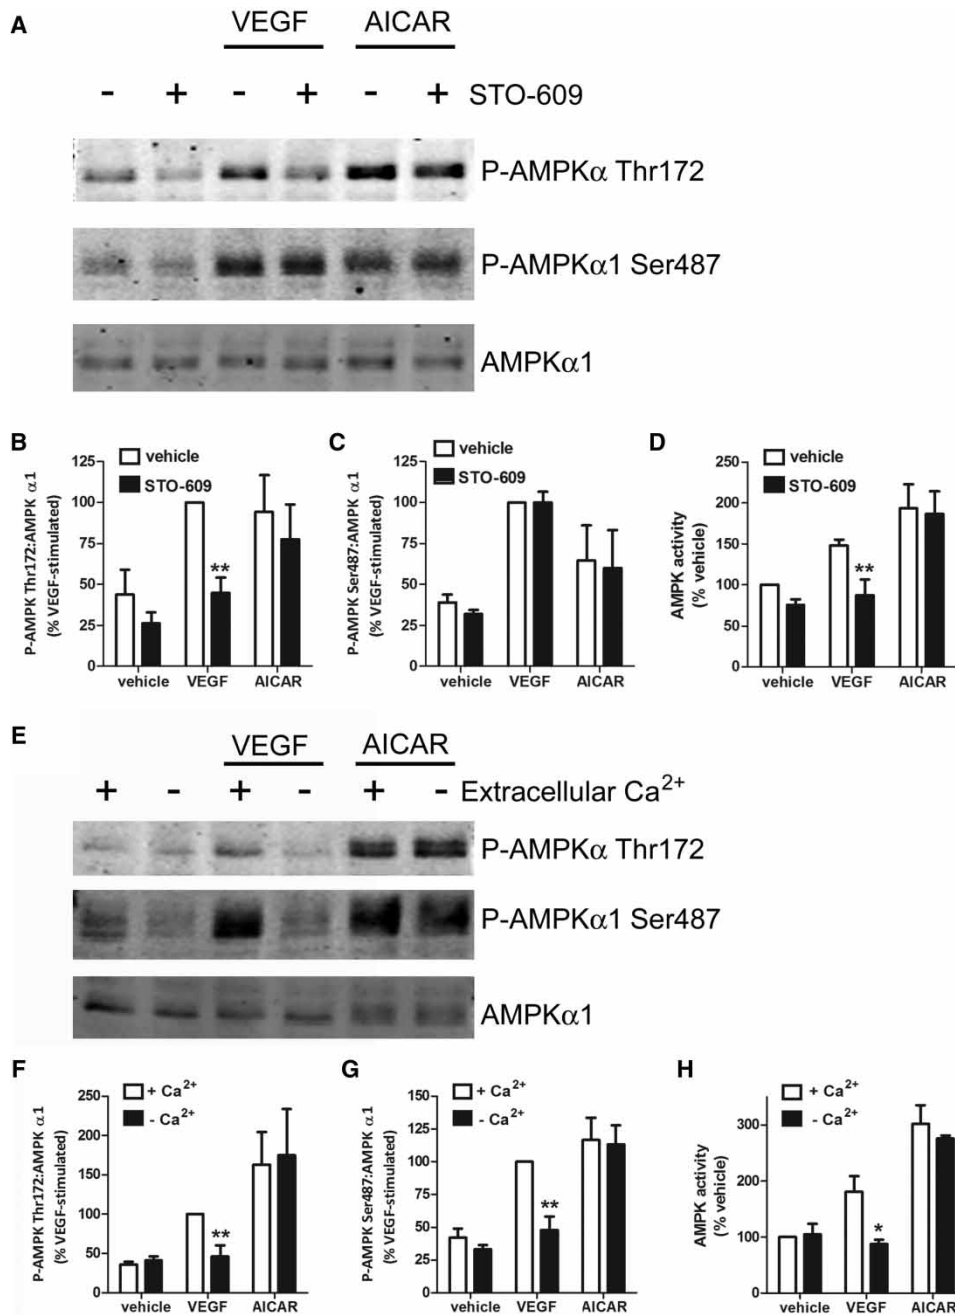 A
VEGF AICAR
- + - + - + STO-609
P-AMPKα Thr172
P-AMPKα1 Ser487
AMPKα1
B
P-AMPK Thr172:AMPK α1
(% VEGF-stimulated)
125
100
75
50
25
0
vehicle
STO-609
**
vehicle VEGF AICAR
C
P-AMPK Ser487:AMPK α1
(% VEGF-stimulated)
125
100
75
50
25
0
vehicle
STO-609
vehicle VEGF AICAR
D
AMPK activity
(% vehicle)
250
200
150
100
50
0
vehicle
STO-609
**
vehicle VEGF AICAR
E
VEGF AICAR
+ - + - + - Extracellular Ca²⁺
P-AMPKα Thr172
P-AMPKα1 Ser487
AMPKα1
F
P-AMPK Thr172:AMPK α1
(% VEGF-stimulated)
250
200
150
100
50
0
+ Ca²⁺
- Ca²⁺
**
vehicle VEGF AICAR
G
P-AMPK Ser487:AMPK α1
(% VEGF-stimulated)
150
125
100
75
50
25
0
+ Ca²⁺
- Ca²⁺
**
vehicle VEGF AICAR
H
AMPK activity
(% vehicle)
300
200
100
0
+ Ca²⁺
- Ca²⁺
*
vehicle VEGF AICAR